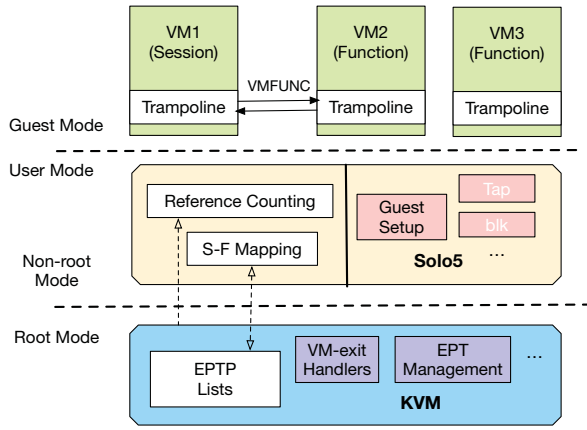 VM1
(Session)
VM2
(Function)
VM3
(Function)
VMFUNC
Trampoline
Trampoline
Trampoline
Guest Mode
User Mode
Reference Counting
S-F Mapping
Guest
Setup
Tap
blk
...
Solo5
Non-root
Mode
Root Mode
EPTP
Lists
VM-exit
Handlers
EPT
Management
...
KVM